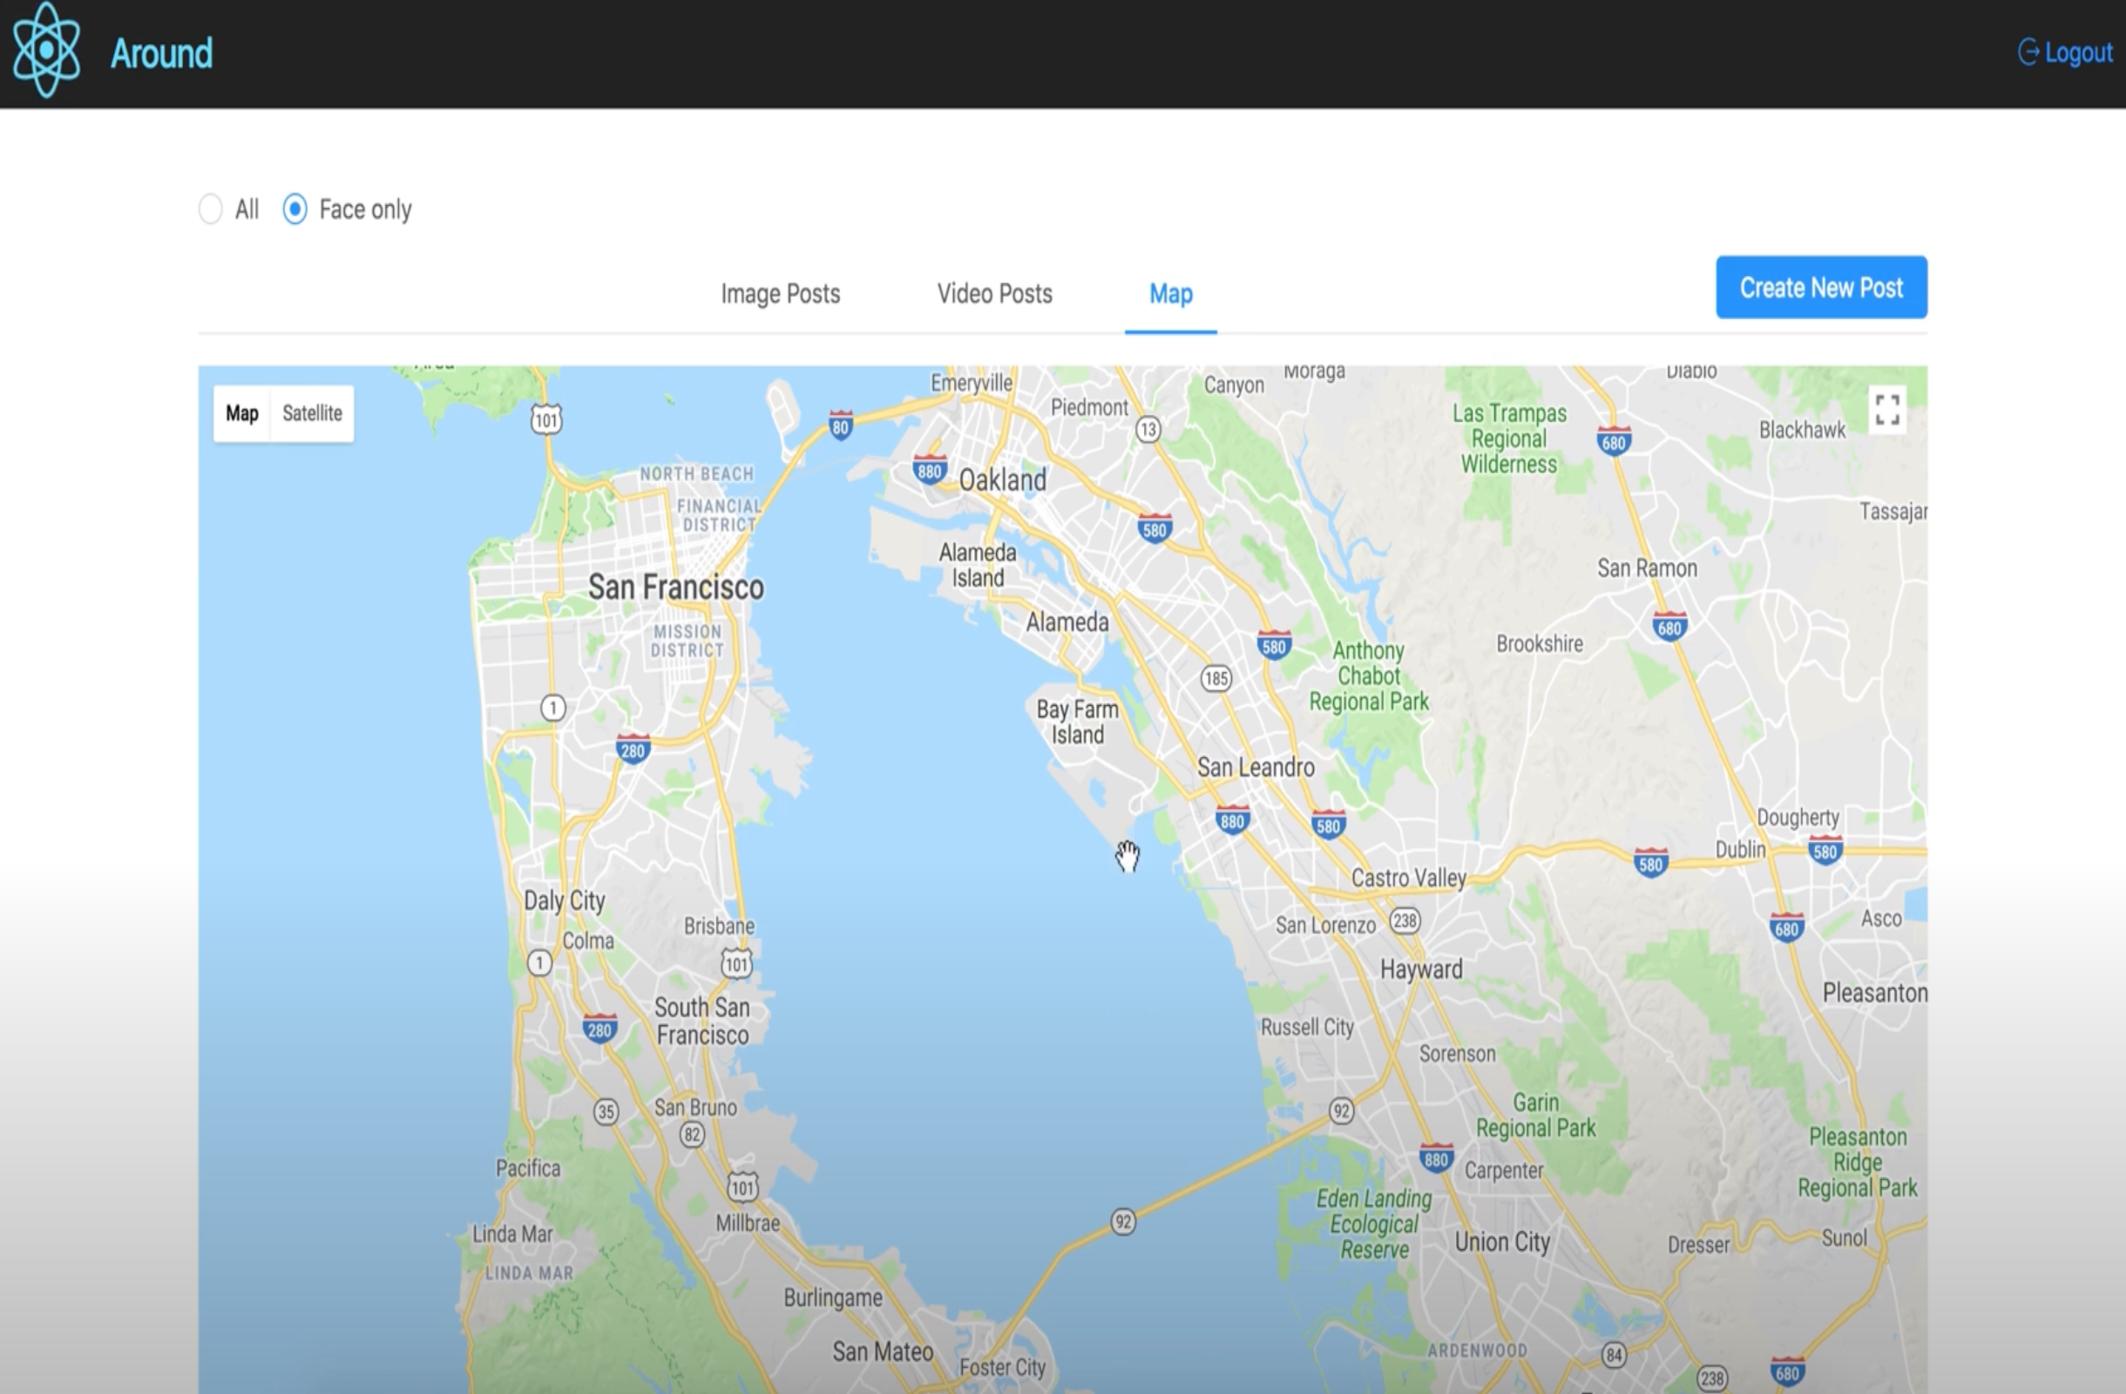 Around
Logout
All
Face only
Image Posts
Video Posts
Map
Create New Post
Map
Satellite
101
80
Emeryville
Piedmont
13
Canyon
Moraga
Las Trampas
Regional
Wilderness
680
Diablo
Blackhawk
NORTH BEACH
FINANCIAL
DISTRICT
880
Oakland
580
Tassajar
San Francisco
Alameda
Island
San Ramon
MISSION
DISTRICT
Alameda
580
Anthony
Chabot
Regional Park
Brookshire
680
1
280
Bay Farm
Island
185
San Leandro
880
580
Dougherty
Dublin
580
580
Daly City
Colma
Brisbane
Castro Valley
San Lorenzo
238
Asco
680
1
101
Hayward
Pleasanton
280
South San
Francisco
Russell City
Sorenson
35
San Bruno
82
92
Garin
Regional Park
Pleasanton
Ridge
Regional Park
Pacifica
101
880
Carpenter
Linda Mar
Millbrae
92
Eden Landing
Ecological
Reserve
Union City
Dresser
Sunol
LINDA MAR
Burlingame
San Mateo
Foster City
ARDENWOOD
84
238
680